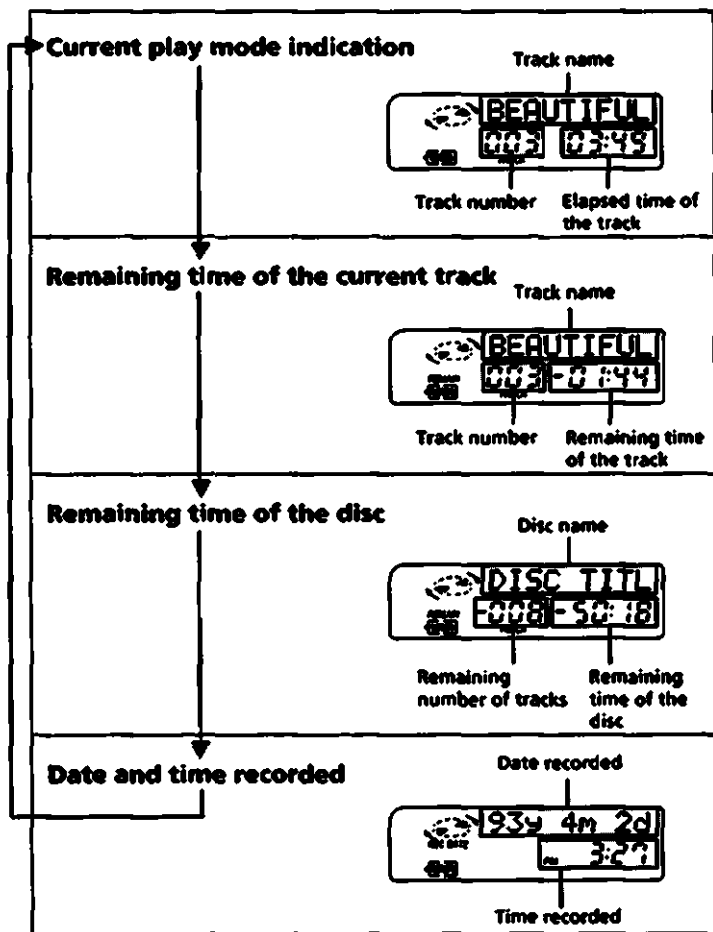 Current play mode indication
Track name
BEAUTIFUL
003 03:49
Track number
Elapsed time of
the track
Remaining time of the current track
Track name
BEAUTIFUL
003 -01:44
Track number
Remaining time
of the track
Remaining time of the disc
Disc name
DISC TITL
-008 -50:18
Remaining
number of tracks
Remaining
time of the
disc
Date and time recorded
Date recorded
93y 4m 2d
PM 3:27
Time recorded